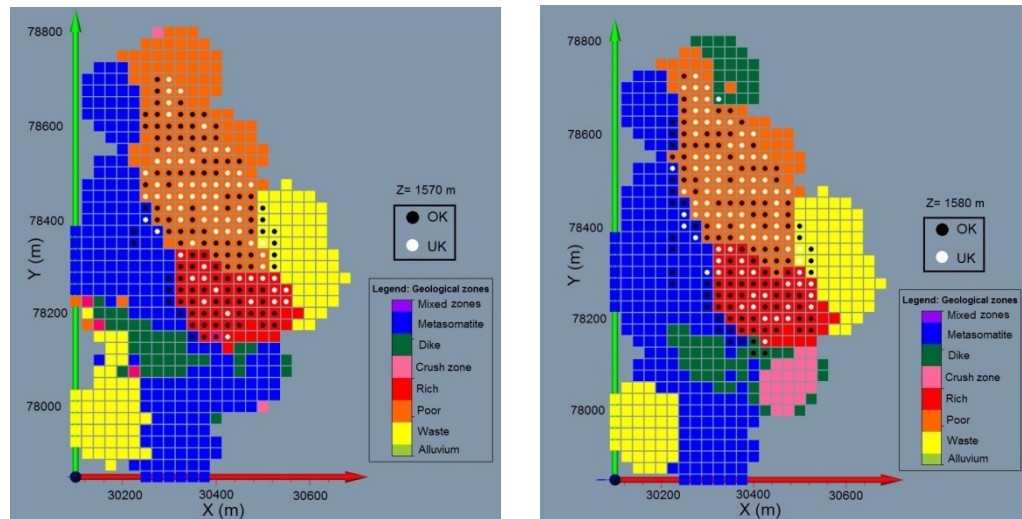 78800
78600
78400
78200
78000
Y (m)
30200
30400
30600
X (m)
Z= 1570 m
OK
UK
Legend: Geological zones
Mixed zones
Metasomatite
Dike
Crush zone
Rich
Poor
Waste
Alluvium
78800
78600
78400
78200
78000
Y (m)
30200
30400
30600
X (m)
Z= 1580 m
OK
UK
Legend: Geological zones
Mixed zones
Metasomatite
Dike
Crush zone
Rich
Poor
Waste
Alluvium